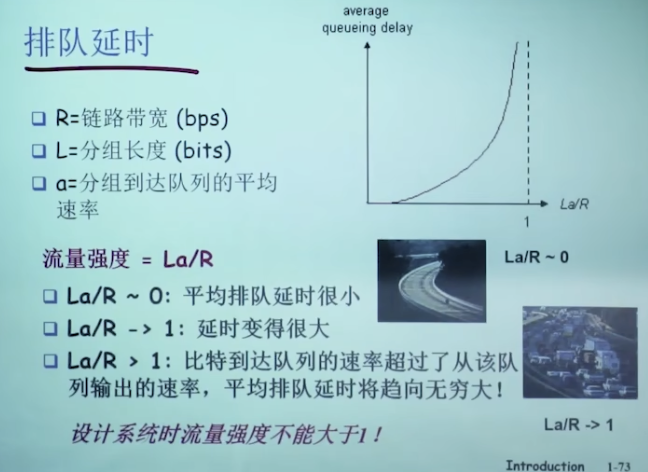 排队延时
average
queueing delay
R=链路带宽 (bps)
L=分组长度 (bits)
a=分组到达队列的平均
速率
La/R
1
流量强度 = La/R
La/R ~ 0
La/R ~ 0: 平均排队延时很小
La/R -> 1: 延时变得很大
La/R > 1: 比特到达队列的速率超过了从该队
列输出的速率，平均排队延时将趋向无穷大!
La/R -> 1
设计系统时流量强度不能大于1!
Introduction 1-73